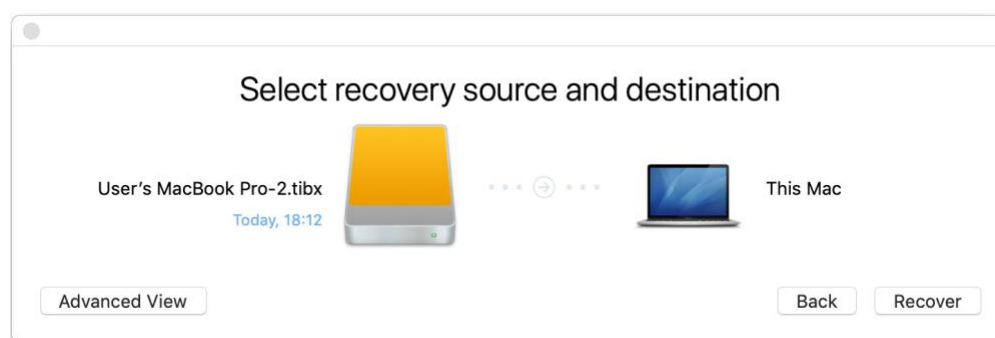 Select recovery source and destination
User's MacBook Pro-2.tibx
Today, 18:12
This Mac
Advanced View
Back
Recover